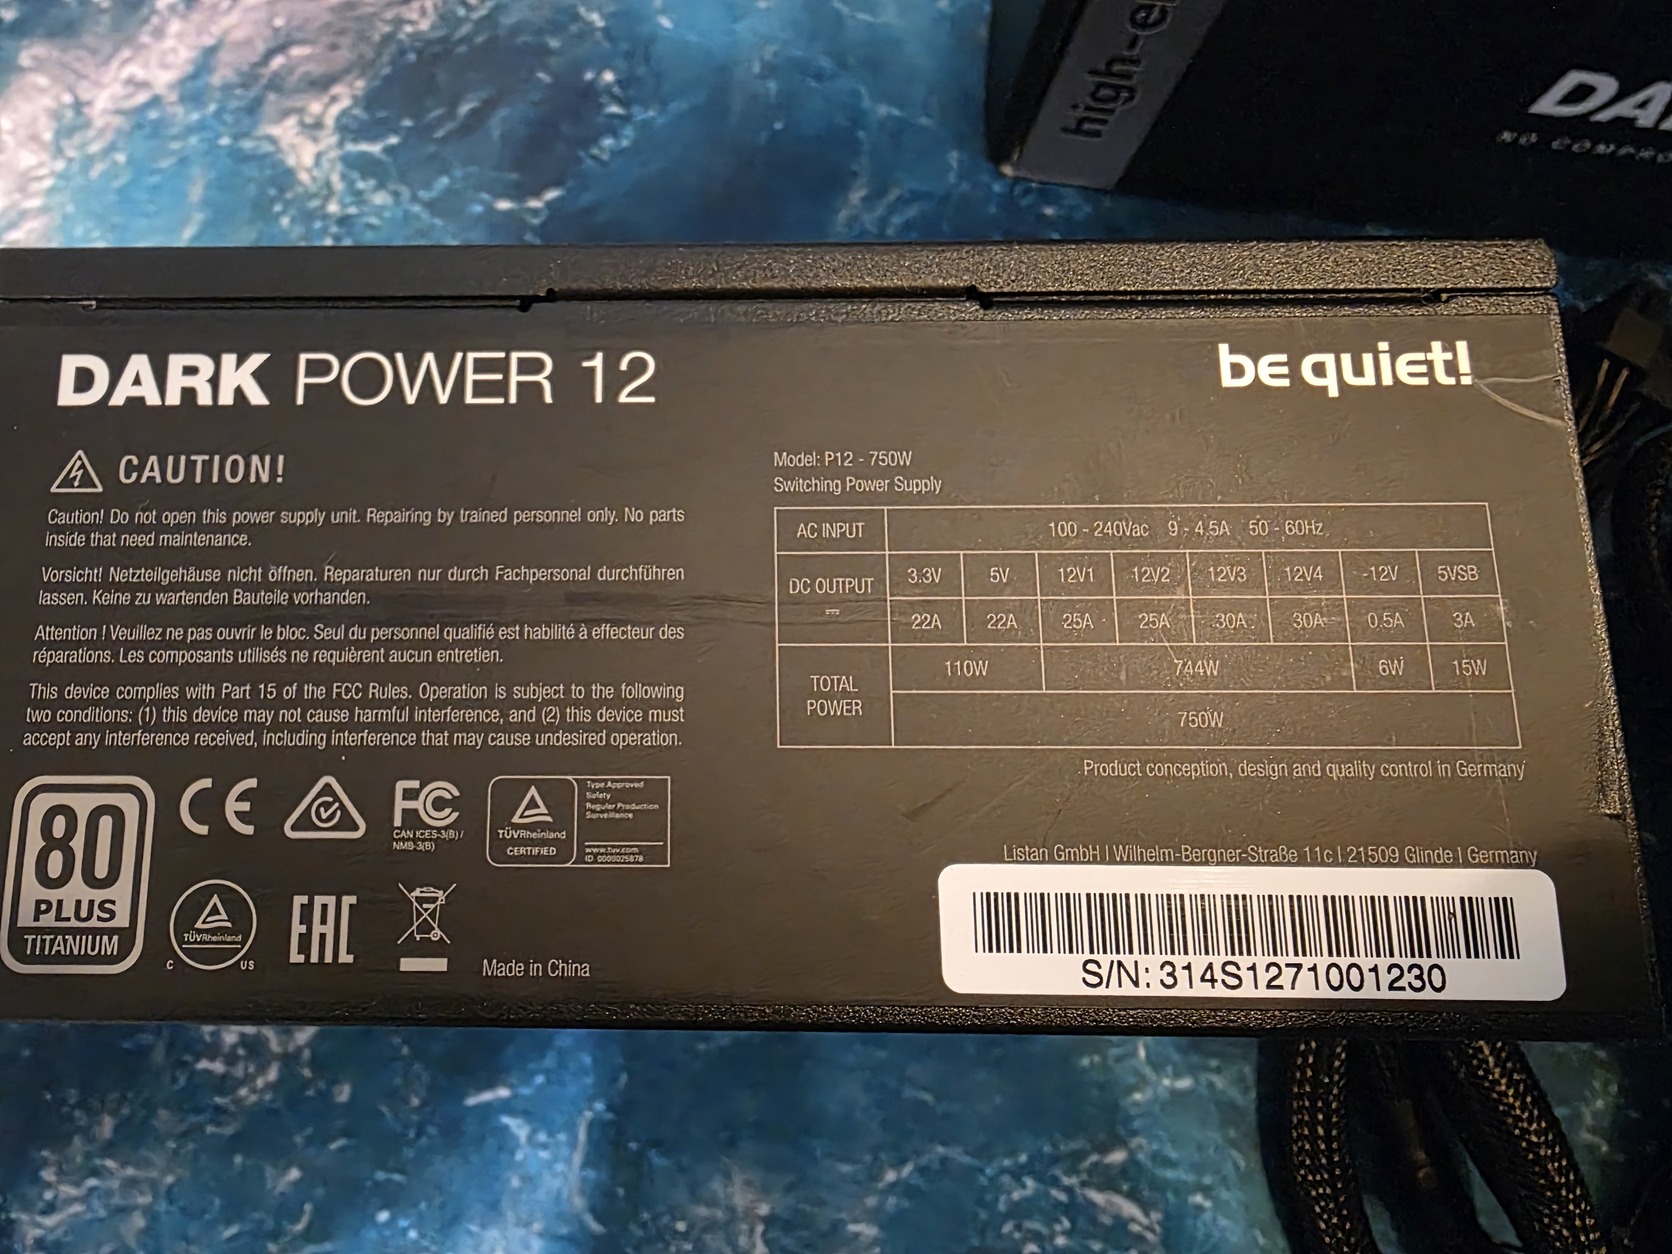 high-e
DA
NO COMPRO
DARK POWER 12
be quiet!
CAUTION!
Caution! Do not open this power supply unit. Repairing by trained personnel only. No parts
inside that need maintenance.
Vorsicht! Netzteilgehäuse nicht öffnen. Reparaturen nur durch Fachpersonal durchführen
lassen. Keine zu wartenden Bauteile vorhanden.
Attention ! Veuillez ne pas ouvrir le bloc. Seul du personnel qualifié est habilité à effecteur des
réparations. Les composants utilisés ne requièrent aucun entretien.
This device complies with Part 15 of the FCC Rules. Operation is subject to the following
two conditions: (1) this device may not cause harmful interference, and (2) this device must
accept any interference received, including interference that may cause undesired operation.
Model: P12 - 750W
Switching Power Supply
AC INPUT 100 - 240Vac 9 - 4.5A 50 - 60Hz
DC OUTPUT 3.3V 5V 12V1 12V2 12V3 12V4 -12V 5VSB
22A 22A 25A 25A 30A 30A 0.5A 3A
TOTAL POWER 110W 744W 6W 15W
750W
Product conception, design and quality control in Germany
Listan GmbH | Wilhelm-Bergner-Straße 11c | 21509 Glinde | Germany
S/N: 314S1271001230
80
PLUS
TITANIUM
CE
FC
CAN ICES-3(B) /
NMB-3(B)
TÜVRheinland
CERTIFIED
Type Approved
Safety
Regular Production
Surveillance
www.tuv.com
ID 0000025878
TÜVRheinland
C US
EAC
Made in China